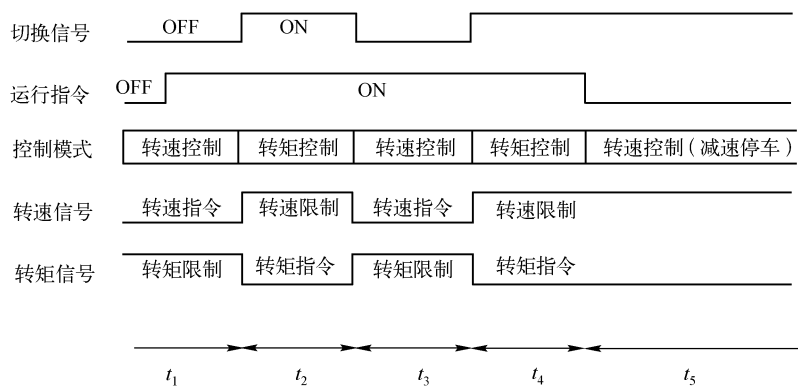 切换信号 OFF ON
运行指令 OFF ON
控制模式 转速控制 转矩控制 转速控制 转矩控制 转速控制(减速停车)
转速信号 转速指令 转速限制 转速指令 转速限制
转矩信号 转矩限制 转矩指令 转矩限制 转矩指令
t1 t2 t3 t4 t5